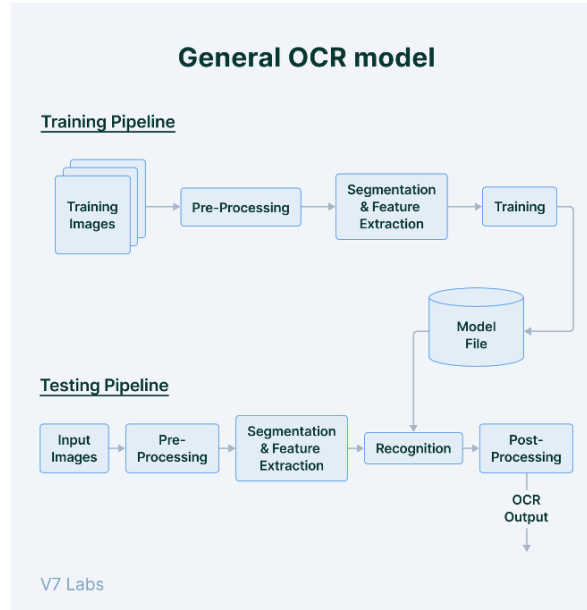 General OCR model
Training Pipeline
Training
Images
Pre-Processing
Segmentation
& Feature
Extraction
Training
Model
File
Testing Pipeline
Input
Images
Pre-
Processing
Segmentation
& Feature
Extraction
Recognition
Post-
Processing
OCR
Output
V7 Labs